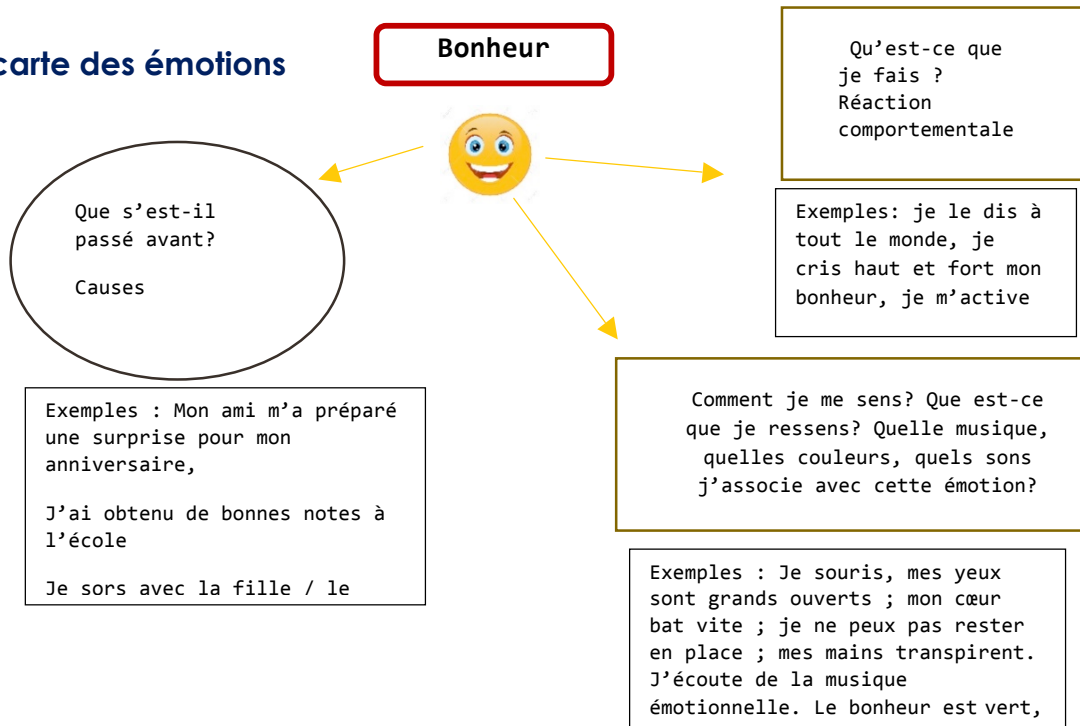 carte des émotions
Bonheur
Qu’est-ce que
je fais ?
Réaction
comportementale
Que s’est-il
passé avant?
Causes
Exemples: je le dis à
tout le monde, je
cris haut et fort mon
bonheur, je m’active
Exemples : Mon ami m’a préparé
une surprise pour mon
anniversaire,
J’ai obtenu de bonnes notes à
l’école
Je sors avec la fille / le
Comment je me sens? Que est-ce
que je ressens? Quelle musique,
quelles couleurs, quels sons
j’associe avec cette émotion?
Exemples : Je souris, mes yeux
sont grands ouverts ; mon cœur
bat vite ; je ne peux pas rester
en place ; mes mains transpirent.
J’écoute de la musique
émotionnelle. Le bonheur est vert,